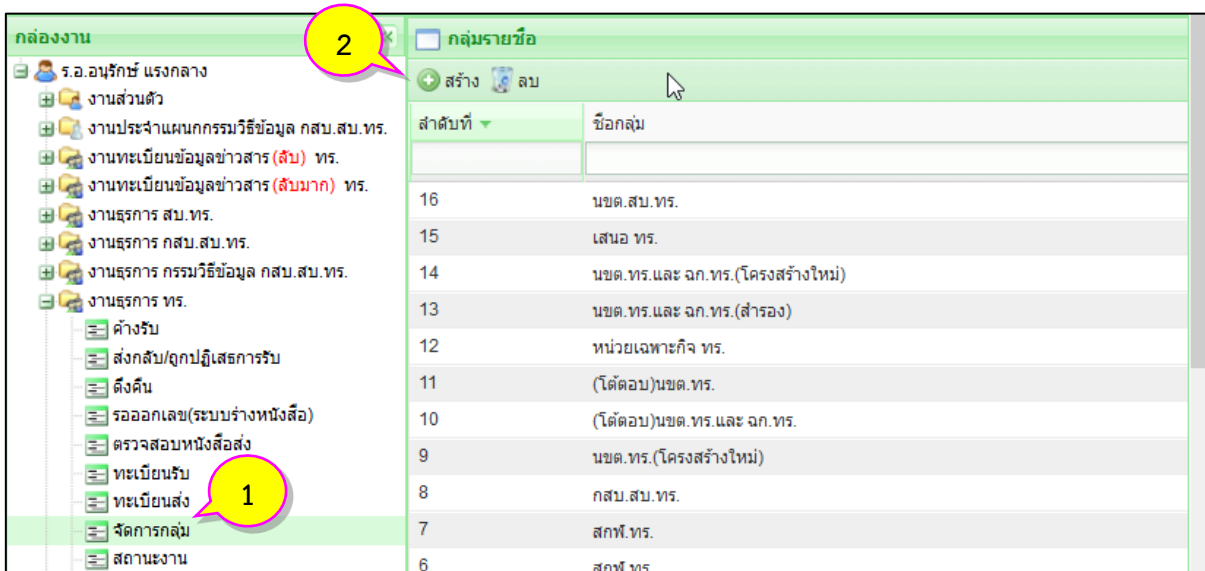 กล่องงาน
2
กลุ่มรายชื่อ
ร.อ.อนุรักษ์ แรงกลาง
งานส่วนตัว
งานประจำแผนกกรรมวิธีข้อมูล กสบ.สบ.ทร.
งานทะเบียนข้อมูลข่าวสาร(ลับ) ทร.
งานทะเบียนข้อมูลข่าวสาร(ลับมาก) ทร.
งานธุรการ สบ.ทร.
งานธุรการ กสบ.สบ.ทร.
งานธุรการ กรรมวิธีข้อมูล กสบ.สบ.ทร.
งานธุรการ ทร.
ค้างรับ
ส่งกลับ/ถูกปฏิเสธการรับ
ดึงคืน
รอออกเลข(ระบบร่างหนังสือ)
ตรวจสอบหนังสือส่ง
ทะเบียนรับ
ทะเบียนส่ง
1
จัดการกลุ่ม
สถานะงาน
สร้าง ลบ
ลำดับที่ ชื่อกลุ่ม
16 นขต.สบ.ทร.
15 เสนอ ทร.
14 นขต.ทร.และ ฉก.ทร.(โครงสร้างใหม่)
13 นขต.ทร.และ ฉก.ทร.(สำรอง)
12 หน่วยเฉพาะกิจ ทร.
11 (โต้ตอบ)นขต.ทร.
10 (โต้ตอบ)นขต.ทร.และ ฉก.ทร.
9 นขต.ทร.(โครงสร้างใหม่)
8 กสบ.สบ.ทร.
7 สกฬ.ทร.
6 สกฬ.ทร.